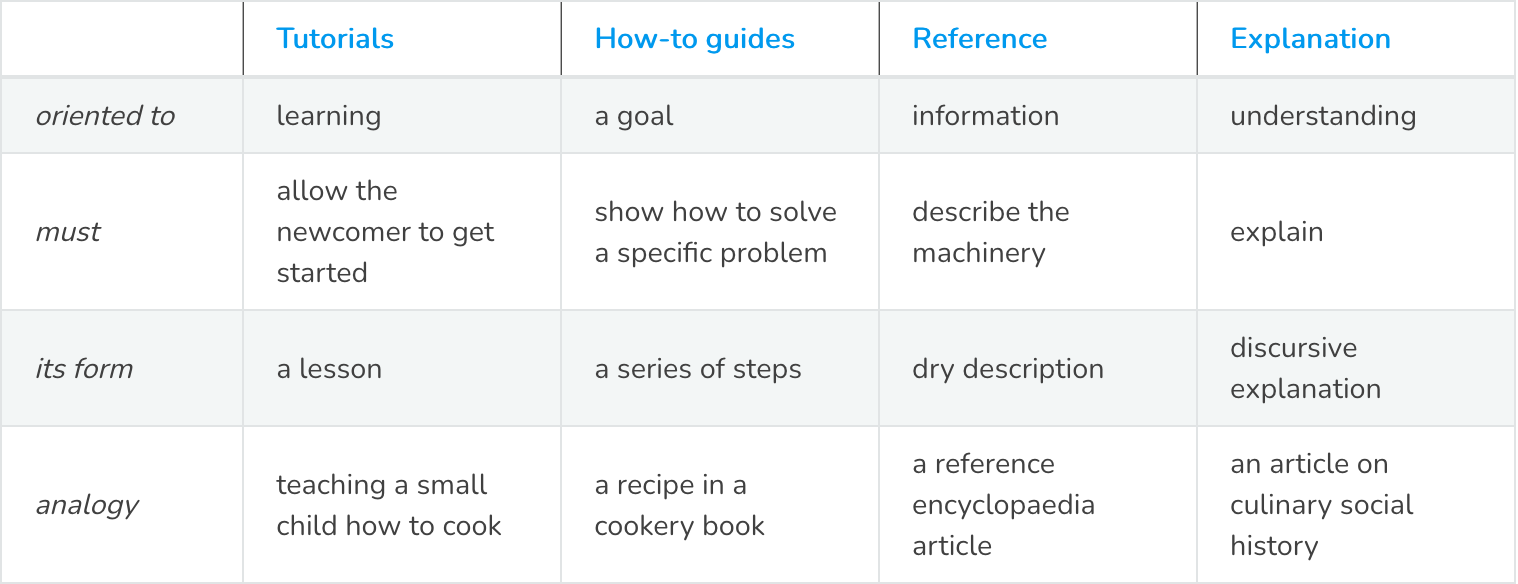 Tutorials How-to guides Reference Explanation
oriented to learning a goal information understanding
must
allow the
newcomer to get
started
show how to solve
a specific problem
describe the
machinery
explain
its form
a lesson
a series of steps
dry description
discursive
explanation
analogy
teaching a small
child how to cook
a recipe in a
cookery book
a reference
encyclopaedia
article
an article on
culinary social
history